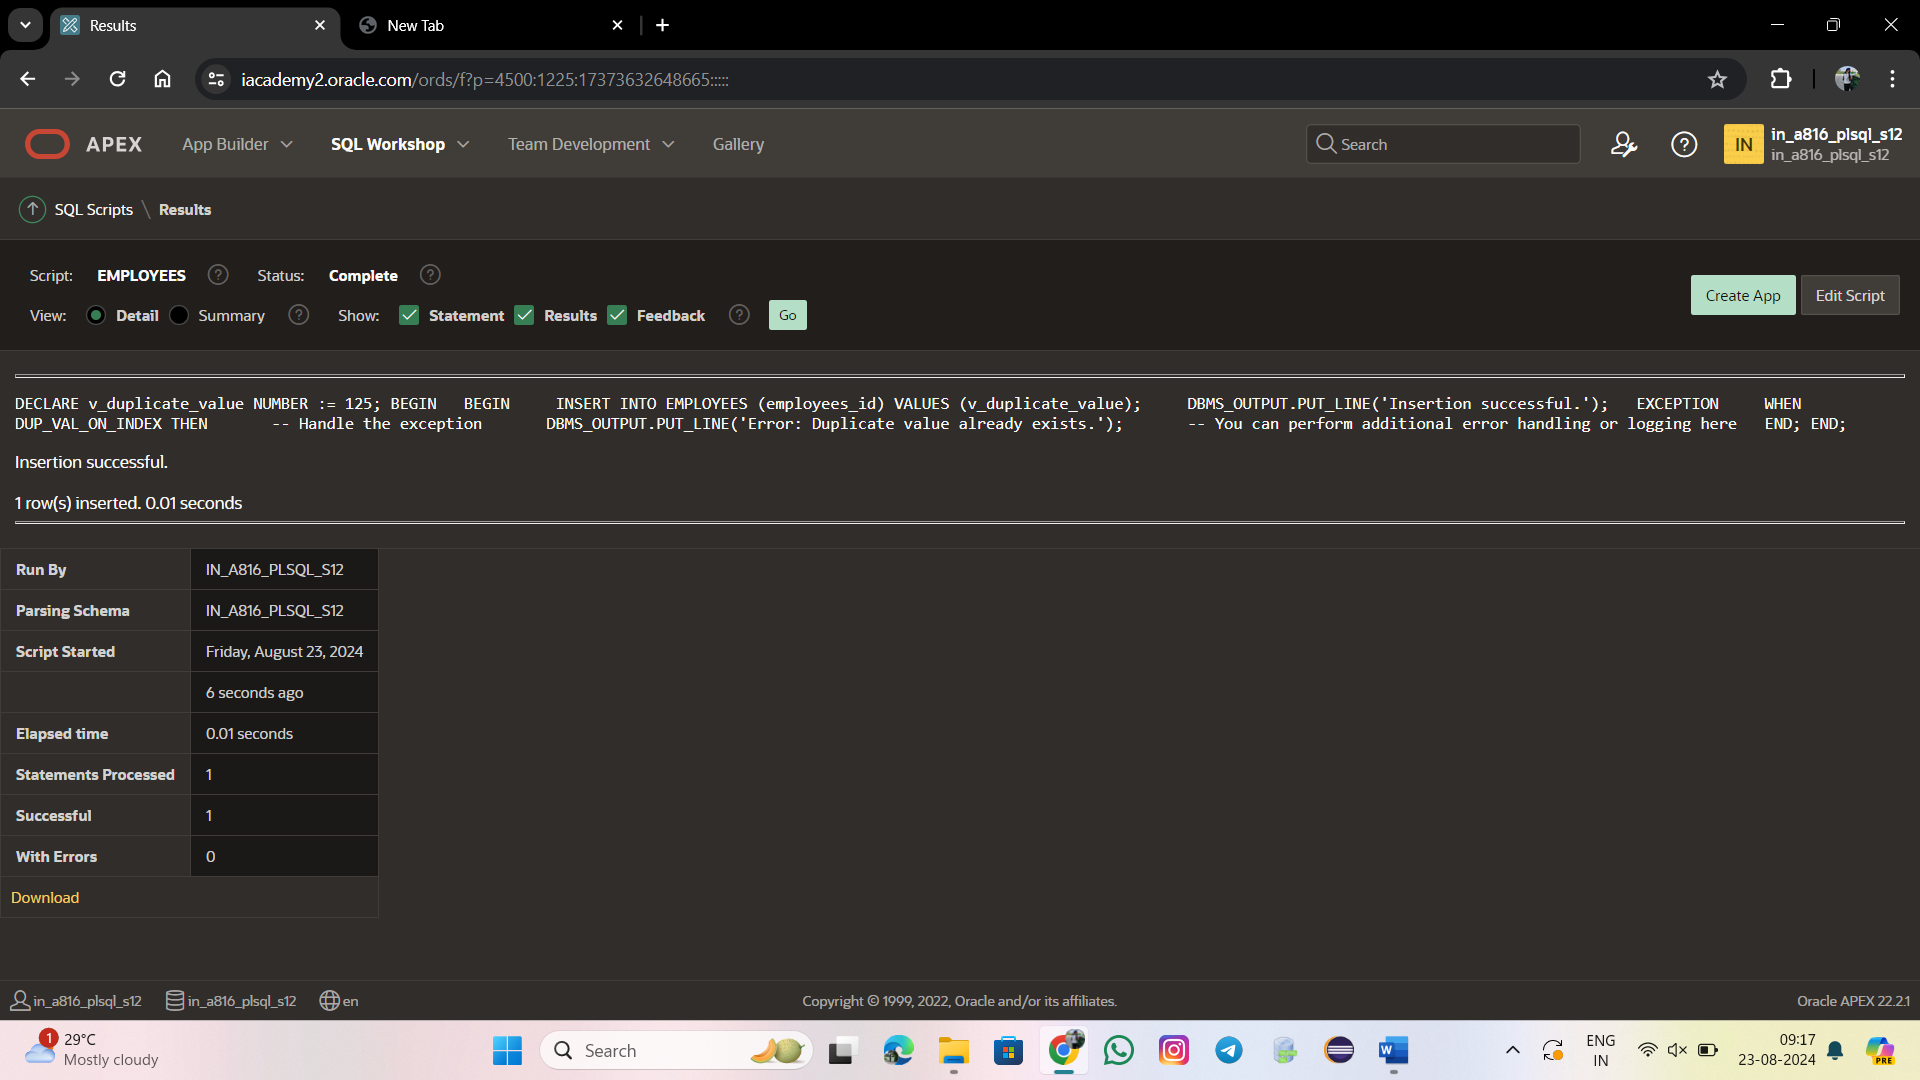 Results
New Tab
iacademy2.oracle.com/ords/f?p=4500:1225:17373632648665:::::
APEX App Builder SQL Workshop Team Development Gallery Search IN in_a816_plsql_s12
in_a816_plsql_s12
SQL Scripts \ Results
Script: EMPLOYEES Status: Complete
Create App Edit Script
View: Detail Summary Show: Statement Results Feedback Go
DECLARE v_duplicate_value NUMBER := 125; BEGIN BEGIN INSERT INTO EMPLOYEES (employees_id) VALUES (v_duplicate_value); DBMS_OUTPUT.PUT_LINE('Insertion successful.'); EXCEPTION WHEN
DUP_VAL_ON_INDEX THEN -- Handle the exception DBMS_OUTPUT.PUT_LINE('Error: Duplicate value already exists.'); -- You can perform additional error handling or logging here END; END;
Insertion successful.
1 row(s) inserted. 0.01 seconds
Run By IN_A816_PLSQL_S12
Parsing Schema IN_A816_PLSQL_S12
Script Started Friday, August 23, 2024
6 seconds ago
Elapsed time 0.01 seconds
Statements Processed 1
Successful 1
With Errors 0
Download
in_a816_plsql_s12 in_a816_plsql_s12 en Copyright © 1999, 2022, Oracle and/or its affiliates. Oracle APEX 22.2.1
1 29°C
Mostly cloudy
Search
W
ENG
IN
09:17
23-08-2024
PRE